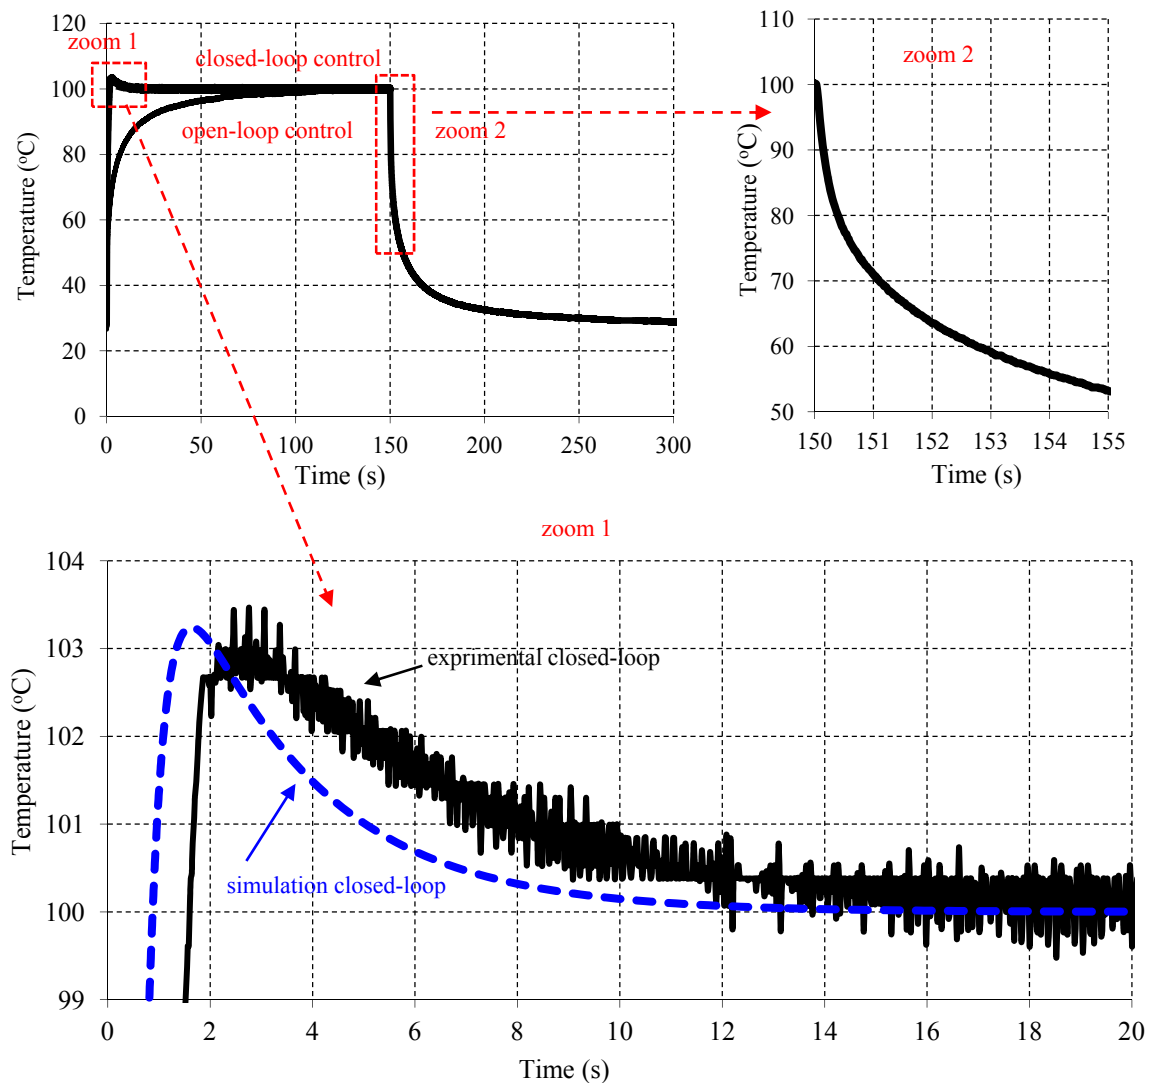 120
100
80
60
40
20
0
0 50 100 150 200 250 300
Temperature (ºC)
Time (s)
zoom 1
closed-loop control
open-loop control
zoom 2
110
100
90
80
70
60
50
150 151 152 153 154 155
Temperature (ºC)
Time (s)
zoom 2
zoom 1
104
103
102
101
100
99
0 2 4 6 8 10 12 14 16 18 20
Temperature (ºC)
Time (s)
exprimental closed-loop
simulation closed-loop